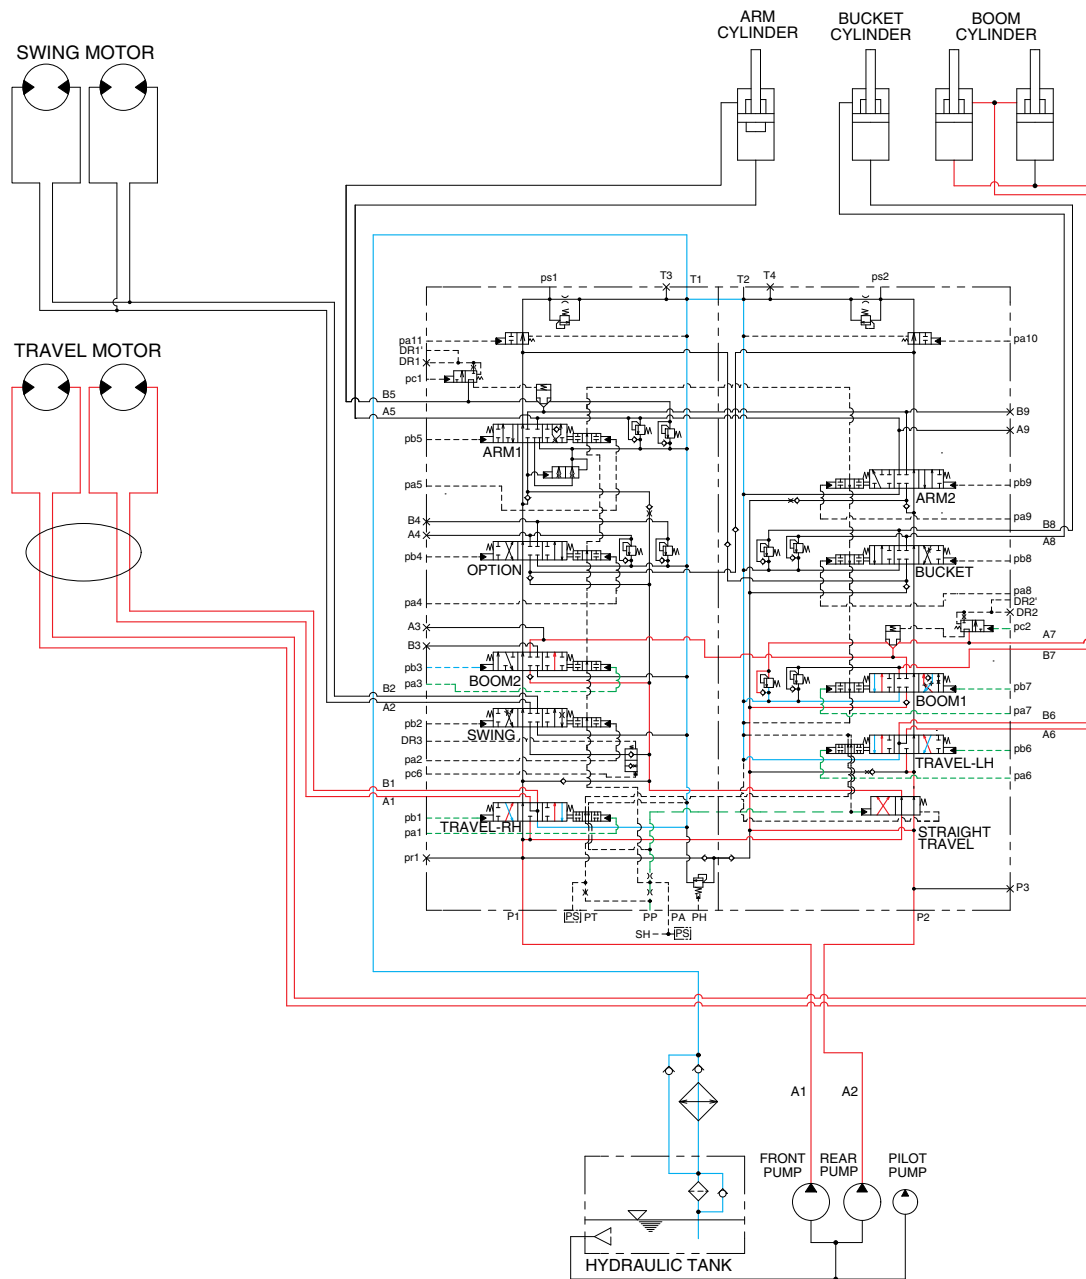 ARM
CYLINDER
BUCKET
CYLINDER
BOOM
CYLINDER
SWING MOTOR
TRAVEL MOTOR
ps1
T3
T1
T2
T4
ps2
pa11
DR1'
DR1
pc1
B5
A5
pb5
ARM1
pa5
B4
A4
pb4
OPTION
pa4
A3
B3
pb3
BOOM2
pa3
B2
A2
pb2
SWING
DR3
pa2
pc6
B1
A1
pb1
TRAVEL-RH
pa1
pr1
pa10
B9
A9
ARM2
pb9
pa9
B8
A8
BUCKET
pb8
pa8
DR2'
DR2
pc2
A7
B7
BOOM1
pb7
pa7
B6
A6
TRAVEL-LH
pb6
pa6
STRAIGHT
TRAVEL
P3
P1
PS
PT
PP
PA
PH
P2
SH
PS
A1
A2
FRONT
PUMP
REAR
PUMP
PILOT
PUMP
HYDRAULIC TANK